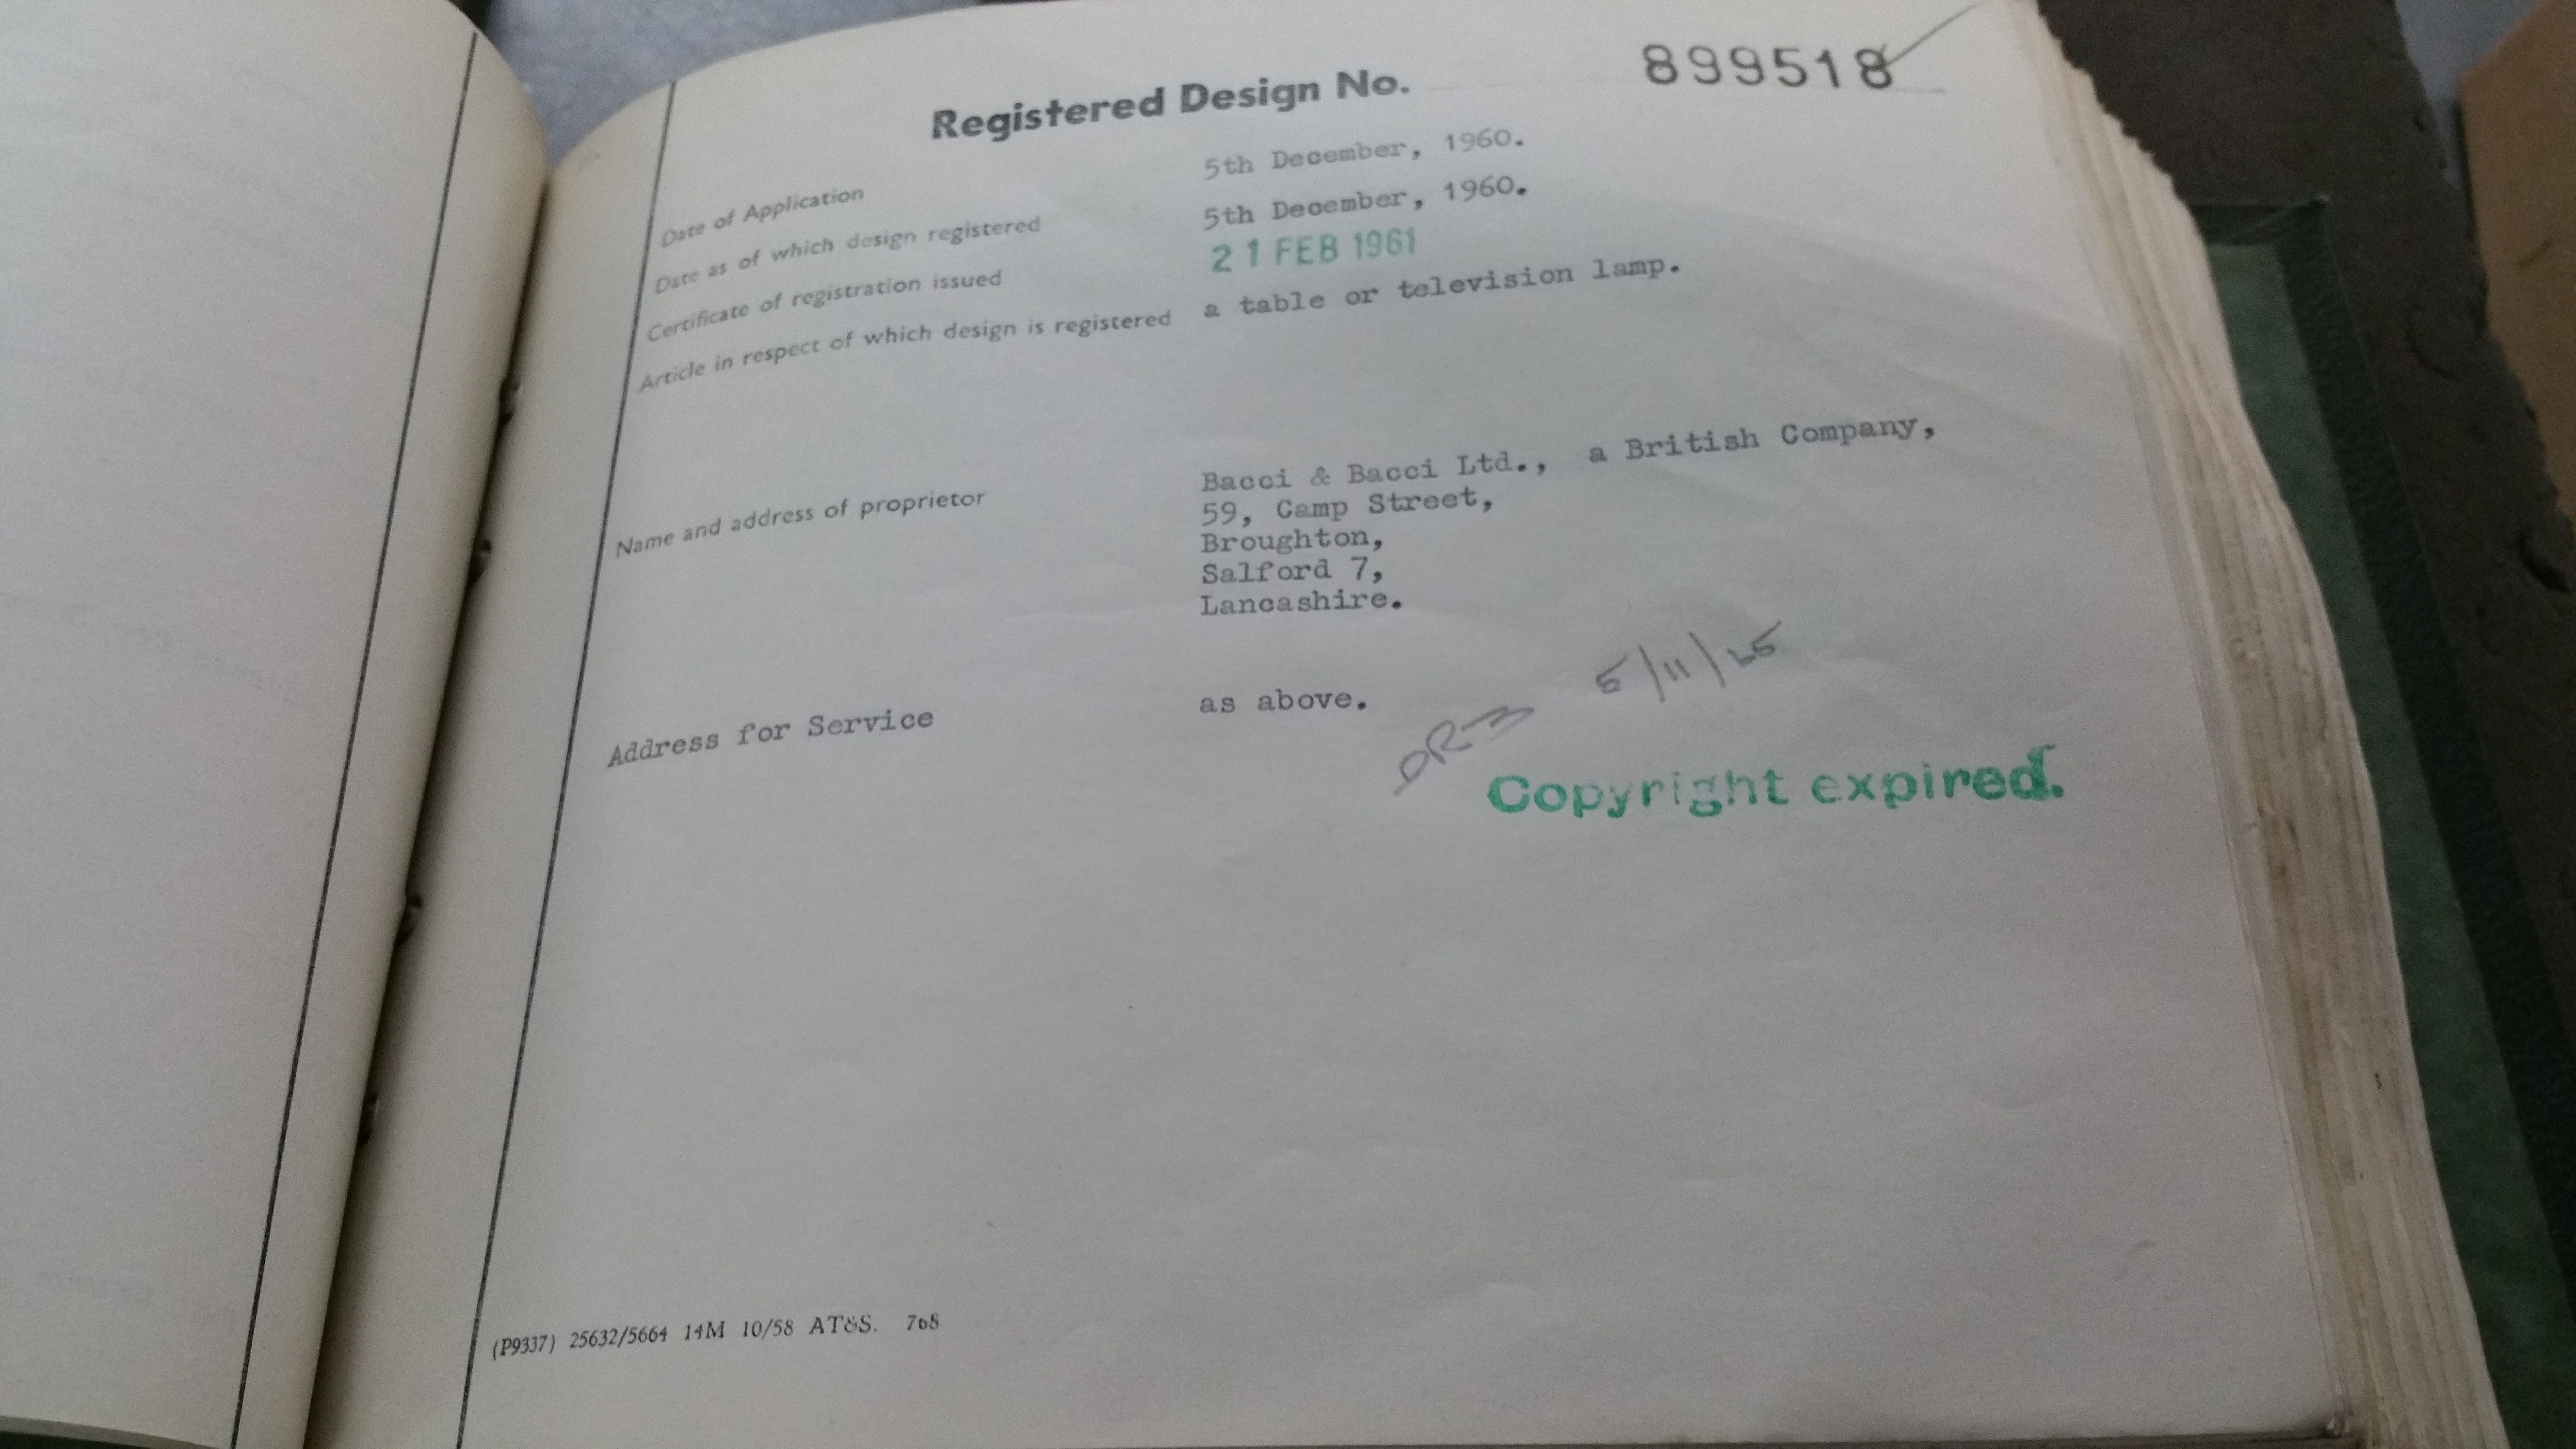 Registered Design No. 899518
Date of Application 5th December, 1960.
Date as of which design registered 5th December, 1960.
Certificate of registration issued 21 FEB 1961
Article in respect of which design is registered a table or television lamp.
Name and address of proprietor Bacci & Bacci Ltd., a British Company,
59, Camp Street,
Broughton,
Salford 7,
Lancashire.
Address for Service as above.
DR3 5/11/65
Copyright expired.
(P9337) 25632/5664 14M 10/58 AT&S. 768